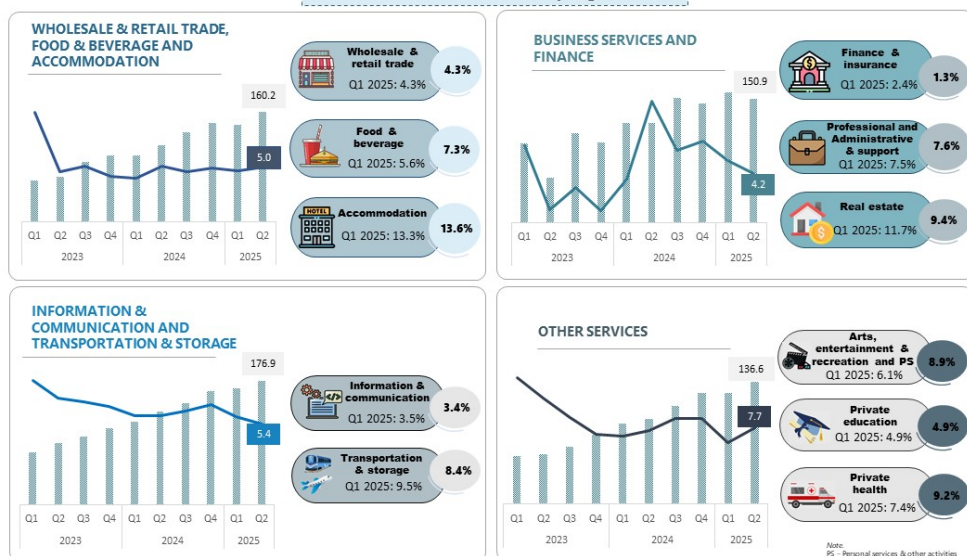 WHOLESALE & RETAIL TRADE,
FOOD & BEVERAGE AND
ACCOMMODATION
160.2
5.0
Q1 Q2 Q3 Q4 Q1 Q2 Q3 Q4 Q1 Q2
2023 2024 2025
Wholesale &
retail trade
Q1 2025: 4.3%
4.3%
Food &
beverage
Q1 2025: 5.6%
7.3%
HOTEL
Accommodation
Q1 2025: 13.3%
13.6%
BUSINESS SERVICES AND
FINANCE
150.9
4.2
Q1 Q2 Q3 Q4 Q1 Q2 Q3 Q4 Q1 Q2
2023 2024 2025
Finance &
insurance
Q1 2025: 2.4%
1.3%
Professional and
Administrative
& support
Q1 2025: 7.5%
7.6%
Real estate
Q1 2025: 11.7%
9.4%
INFORMATION &
COMMUNICATION AND
TRANSPORTATION & STORAGE
176.9
5.4
Q1 Q2 Q3 Q4 Q1 Q2 Q3 Q4 Q1 Q2
2023 2024 2025
Information &
communication
Q1 2025: 3.5%
3.4%
Transportation
& storage
Q1 2025: 9.5%
8.4%
OTHER SERVICES
136.6
7.7
Q1 Q2 Q3 Q4 Q1 Q2 Q3 Q4 Q1 Q2
2023 2024 2025
Arts,
entertainment &
recreation and PS
Q1 2025: 6.1%
8.9%
Private
education
Q1 2025: 4.9%
4.9%
Private
health
Q1 2025: 7.4%
9.2%
Note.
PS – Personal services & other activities